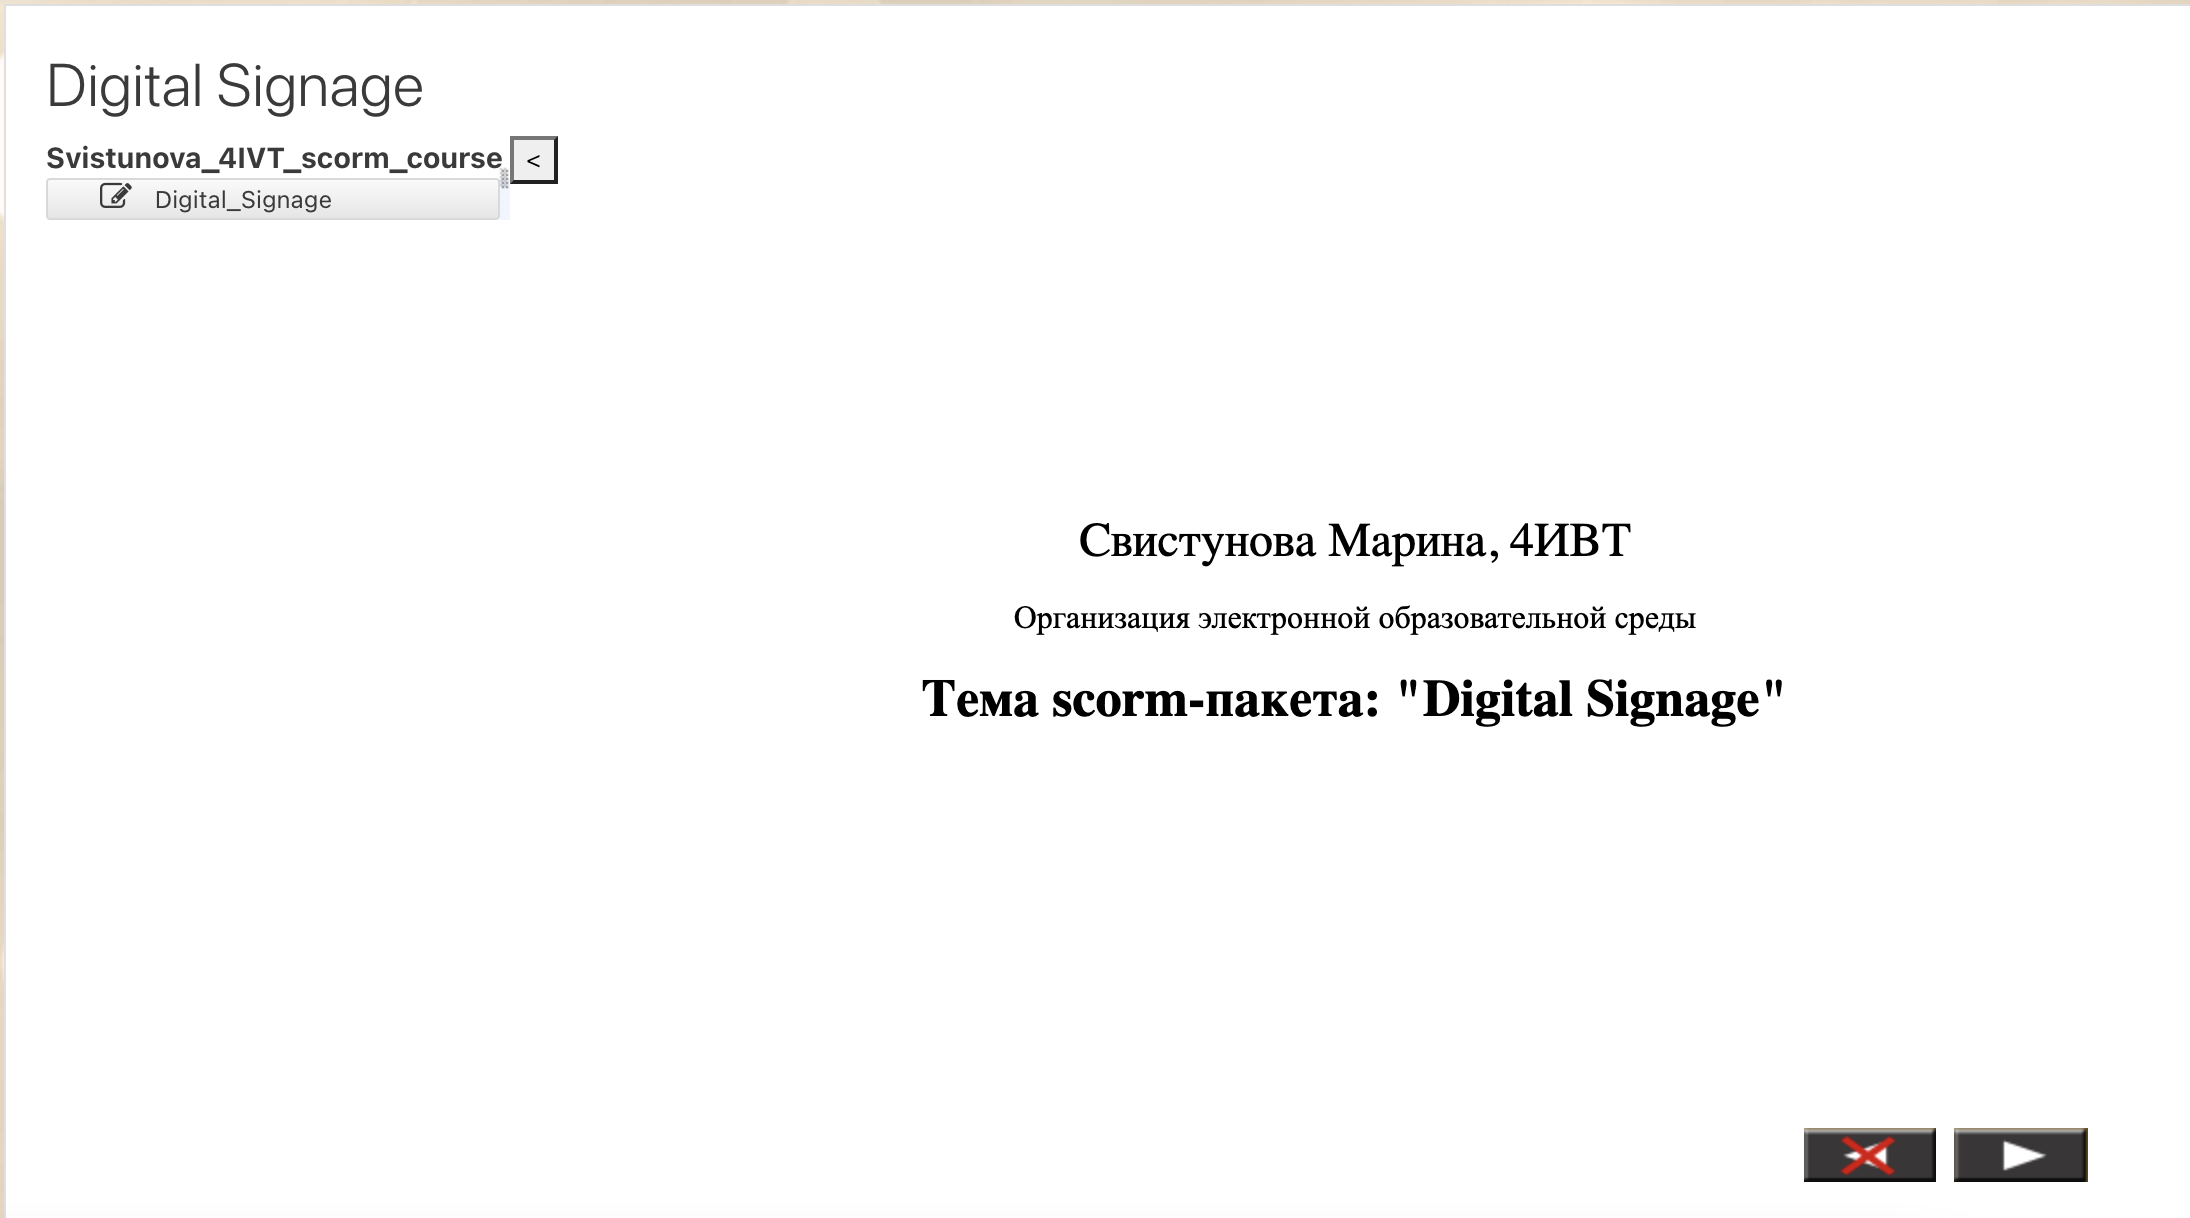 Digital Signage
Svistunova_4IVT_scorm_course
<
Digital_Signage
Свистунова Марина, 4ИВТ
Организация электронной образовательной среды
Тема scorm-пакета: "Digital Signage"